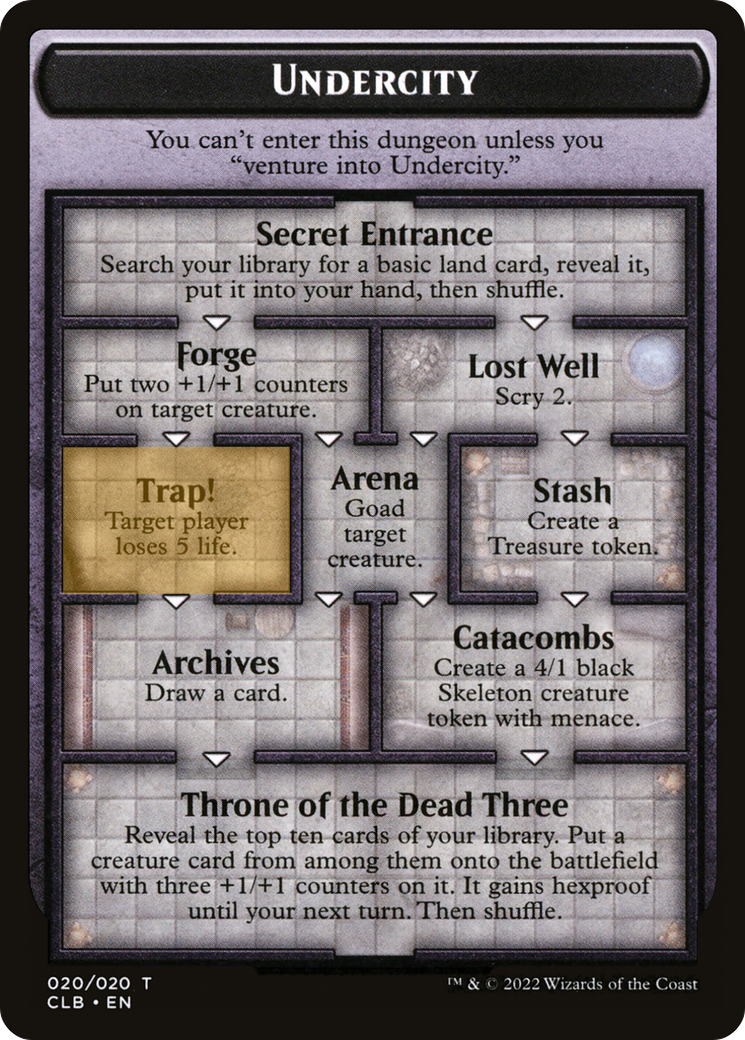 UNDERCITY
You can't enter this dungeon unless you
“venture into Undercity.”
Secret Entrance
Search your library for a basic land card, reveal it,
put it into your hand, then shuffle.
Forge
Put two +1/+1 counters
on target creature.
Lost Well
Scry 2.
Trap!
Target player
loses 5 life.
Arena
Goad
target
creature.
Stash
Create a
Treasure token.
Archives
Draw a card.
Catacombs
Create a 4/1 black
Skeleton creature
token with menace.
Throne of the Dead Three
Reveal the top ten cards of your library. Put a
creature card from among them onto the battlefield
with three +1/+1 counters on it. It gains hexproof
until your next turn. Then shuffle.
020/020 T
CLB • EN
™ & © 2022 Wizards of the Coast